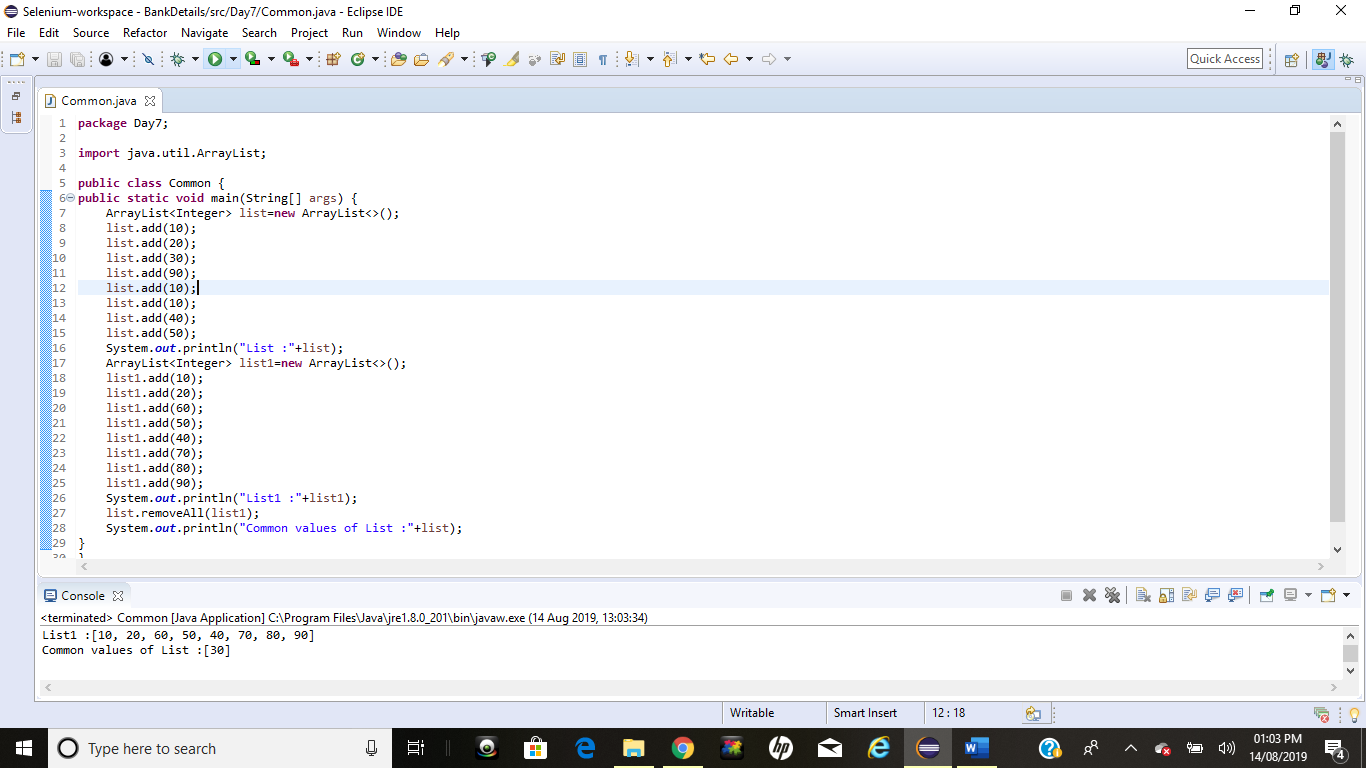 Selenium-workspace - BankDetails/src/Day7/Common.java - Eclipse IDE
File Edit Source Refactor Navigate Search Project Run Window Help
Quick Access
Common.java
1 package Day7;
2
3 import java.util.ArrayList;
4
5 public class Common {
6 public static void main(String[] args) {
7 ArrayList<Integer> list=new ArrayList<>();
8 list.add(10);
9 list.add(20);
10 list.add(30);
11 list.add(90);
12 list.add(10);
13 list.add(10);
14 list.add(40);
15 list.add(50);
16 System.out.println("List :"+list);
17 ArrayList<Integer> list1=new ArrayList<>();
18 list1.add(10);
19 list1.add(20);
20 list1.add(60);
21 list1.add(50);
22 list1.add(40);
23 list1.add(70);
24 list1.add(80);
25 list1.add(90);
26 System.out.println("List1 :"+list1);
27 list.removeAll(list1);
28 System.out.println("Common values of List :"+list);
29 }
30 }
Console
<terminated> Common [Java Application] C:\Program Files\Java\jre1.8.0_201\bin\javaw.exe (14 Aug 2019, 13:03:34)
List1 :[10, 20, 60, 50, 40, 70, 80, 90]
Common values of List :[30]
Writable Smart Insert 12 : 18
Type here to search
01:03 PM
14/08/2019
4